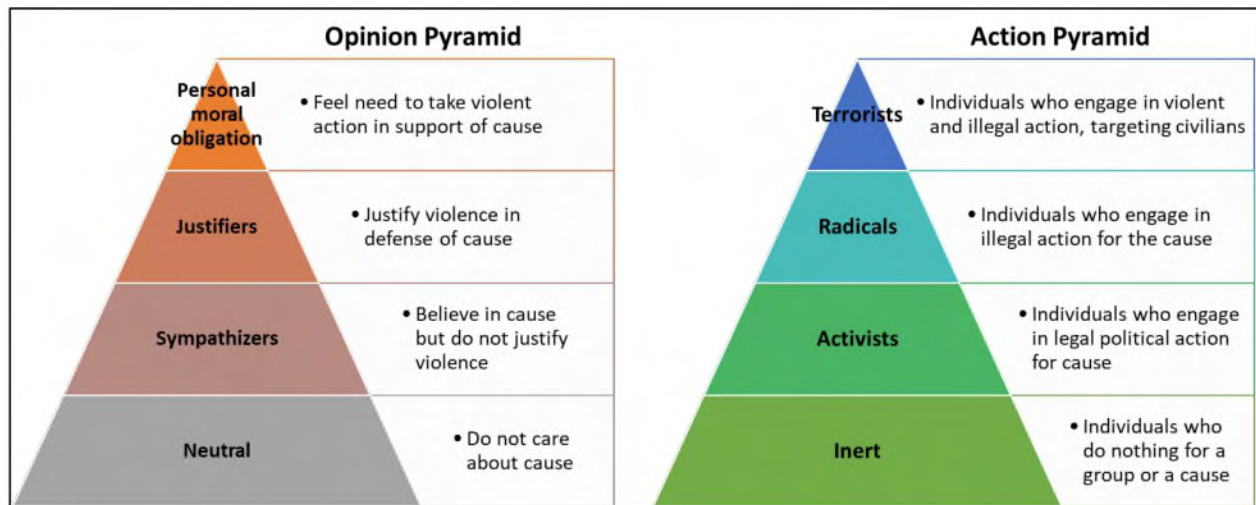 Opinion Pyramid
Personal
moral
obligation
• Feel need to take violent
action in support of cause
Justifiers
• Justify violence in
defense of cause
Sympathizers
• Believe in cause
but do not justify
violence
Neutral
• Do not care
about cause
Action Pyramid
Terrorists
• Individuals who engage in violent
and illegal action, targeting civilians
Radicals
• Individuals who engage in
illegal action for the cause
Activists
• Individuals who engage
in legal political action
for cause
Inert
• Individuals who
do nothing for a
group or a cause